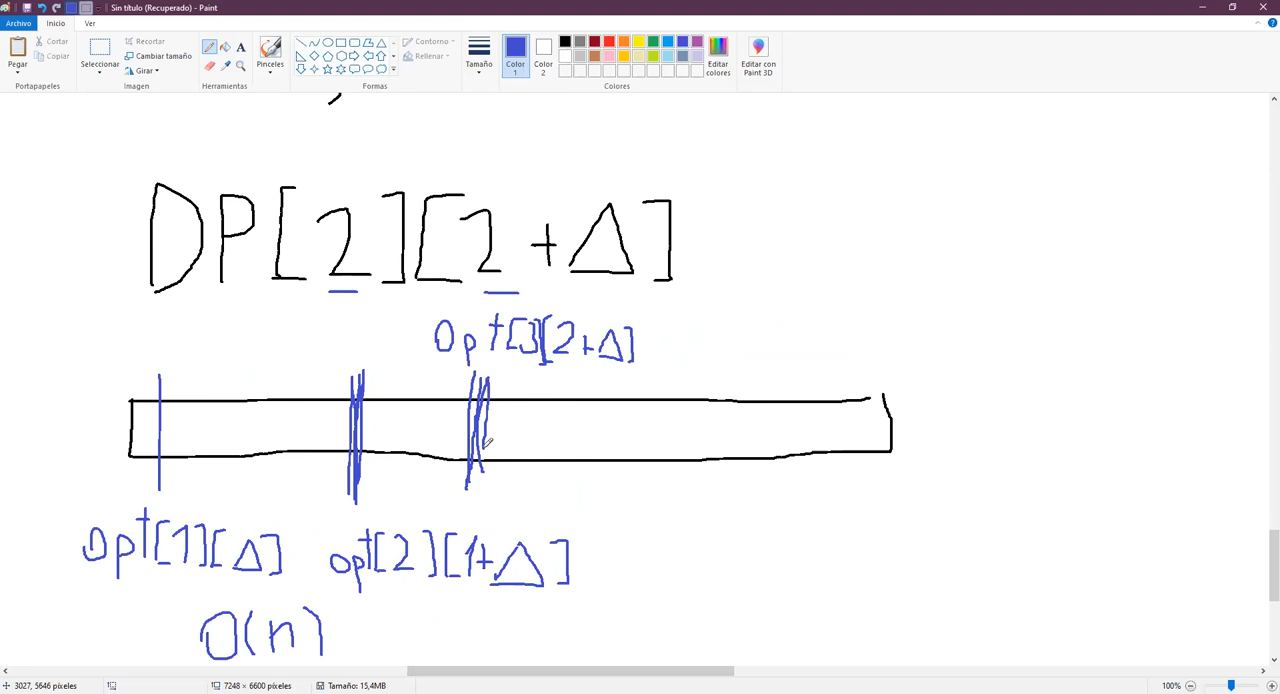 Sin título (Recuperado) - Paint
Archivo Inicio Ver
Pegar
Cortar
Copiar
Portapapeles
Seleccionar
Recortar
Cambiar tamaño
Girar
Imagen
A
Herramientas
Pinceles
Contorno
Rellenar
Formas
Tamaño
Color 1
Color 2
Editar colores
Editar con Paint 3D
Colores
DP[2][2+Δ]
Opt[3][2+Δ]
Opt[1][Δ] opt[2][1+Δ]
O(n)
3027, 5646 píxeles
7248 × 6600 píxeles
Tamaño: 15,4MB
100%